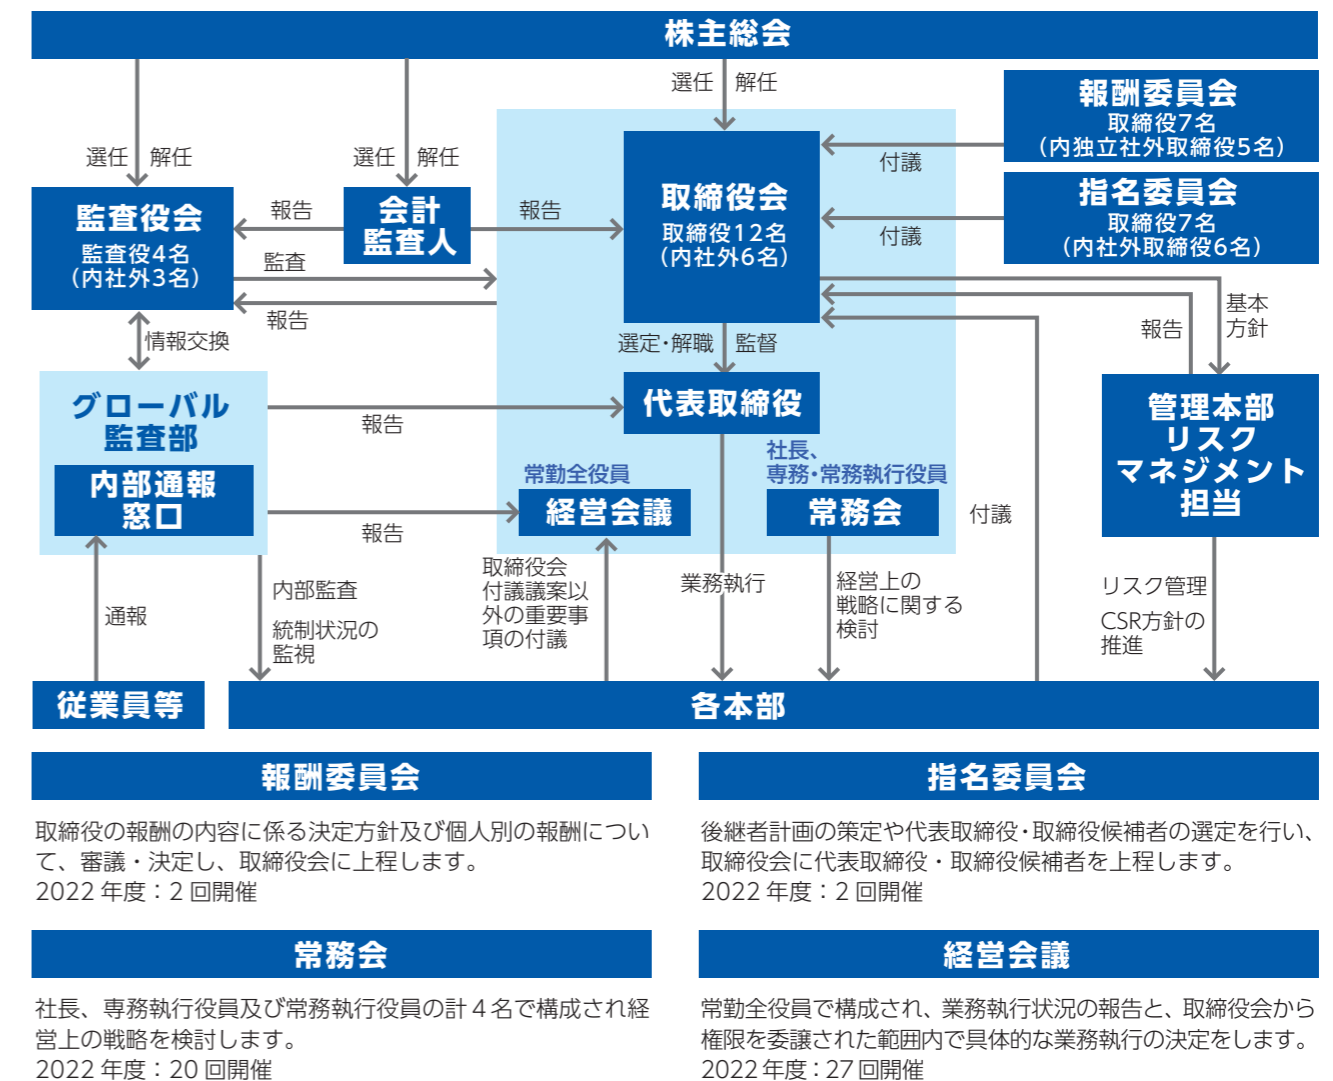 株主総会
選任 解任
報酬委員会
取締役7名
（内独立社外取締役5名）
付議
指名委員会
取締役7名
（内社外取締役6名）
付議
選任 解任
選任 解任
監査役会
監査役4名
（内社外3名）
報告
会計
監査人
報告
取締役会
取締役12名
（内社外6名）
監査
報告
情報交換
選定・解職 監督
報告
基本
方針
グローバル
監査部
内部通報
窓口
報告
代表取締役
管理本部
リスク
マネジメント
担当
常勤全役員
経営会議
社長、
専務・常務執行役員
常務会
付議
報告
通報
内部監査
統制状況の
監視
取締役会
付議議案以
外の重要事
項の付議
業務執行
経営上の
戦略に関する
検討
リスク管理
CSR方針の
推進
従業員等
各本部
報酬委員会
取締役の報酬の内容に係る決定方針及び個人別の報酬につい
て、審議・決定し、取締役会に上程します。
2022年度：2回開催
指名委員会
後継者計画の策定や代表取締役・取締役候補者の選定を行い、
取締役会に代表取締役・取締役候補者を上程します。
2022年度：2回開催
常務会
社長、専務執行役員及び常務執行役員の計4名で構成され経
営上の戦略を検討します。
2022年度：20回開催
経営会議
常勤全役員で構成され、業務執行状況の報告と、取締役会から
権限を委譲された範囲内で具体的な業務執行の決定をします。
2022年度：27回開催